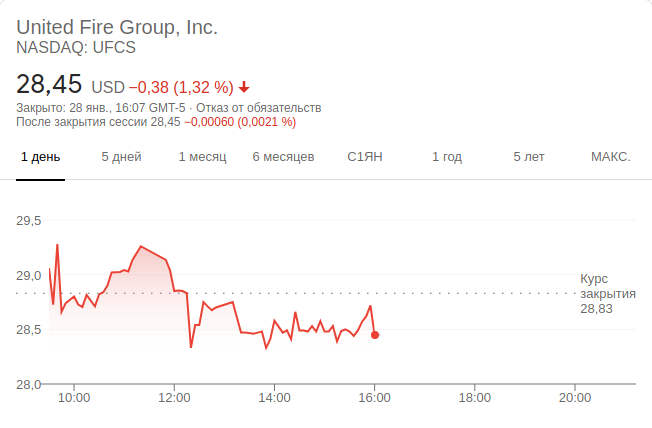 United Fire Group, Inc.
NASDAQ: UFCS
28,45 USD −0,38 (1,32 %)
Закрыто: 28 янв., 16:07 GMT-5 · Отказ от обязательств
После закрытия сессии 28,45 −0,00060 (0,0021 %)
1 день 5 дней 1 месяц 6 месяцев С1ЯН 1 год 5 лет МАКС.
29,5
29,0
Курс
закрытия
28,83
28,5
28,0
10:00 12:00 14:00 16:00 18:00 20:00